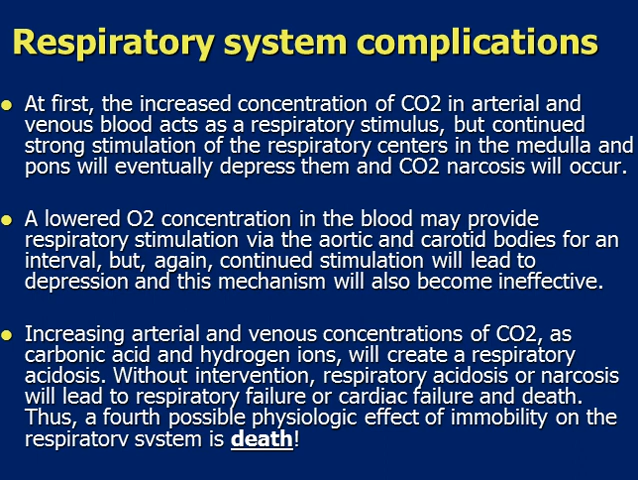 Respiratory system complications
At first, the increased concentration of CO2 in arterial and
venous blood acts as a respiratory stimulus, but continued
strong stimulation of the respiratory centers in the medulla and
pons will eventually depress them and CO2 narcosis will occur.
A lowered O2 concentration in the blood may provide
respiratory stimulation via the aortic and carotid bodies for an
interval, but, again, continued stimulation will lead to
depression and this mechanism will also become ineffective.
Increasing arterial and venous concentrations of CO2, as
carbonic acid and hydrogen ions, will create a respiratory
acidosis. Without intervention, respiratory acidosis or narcosis
will lead to respiratory failure or cardiac failure and death.
Thus, a fourth possible physiologic effect of immobility on the
respiratory system is death!